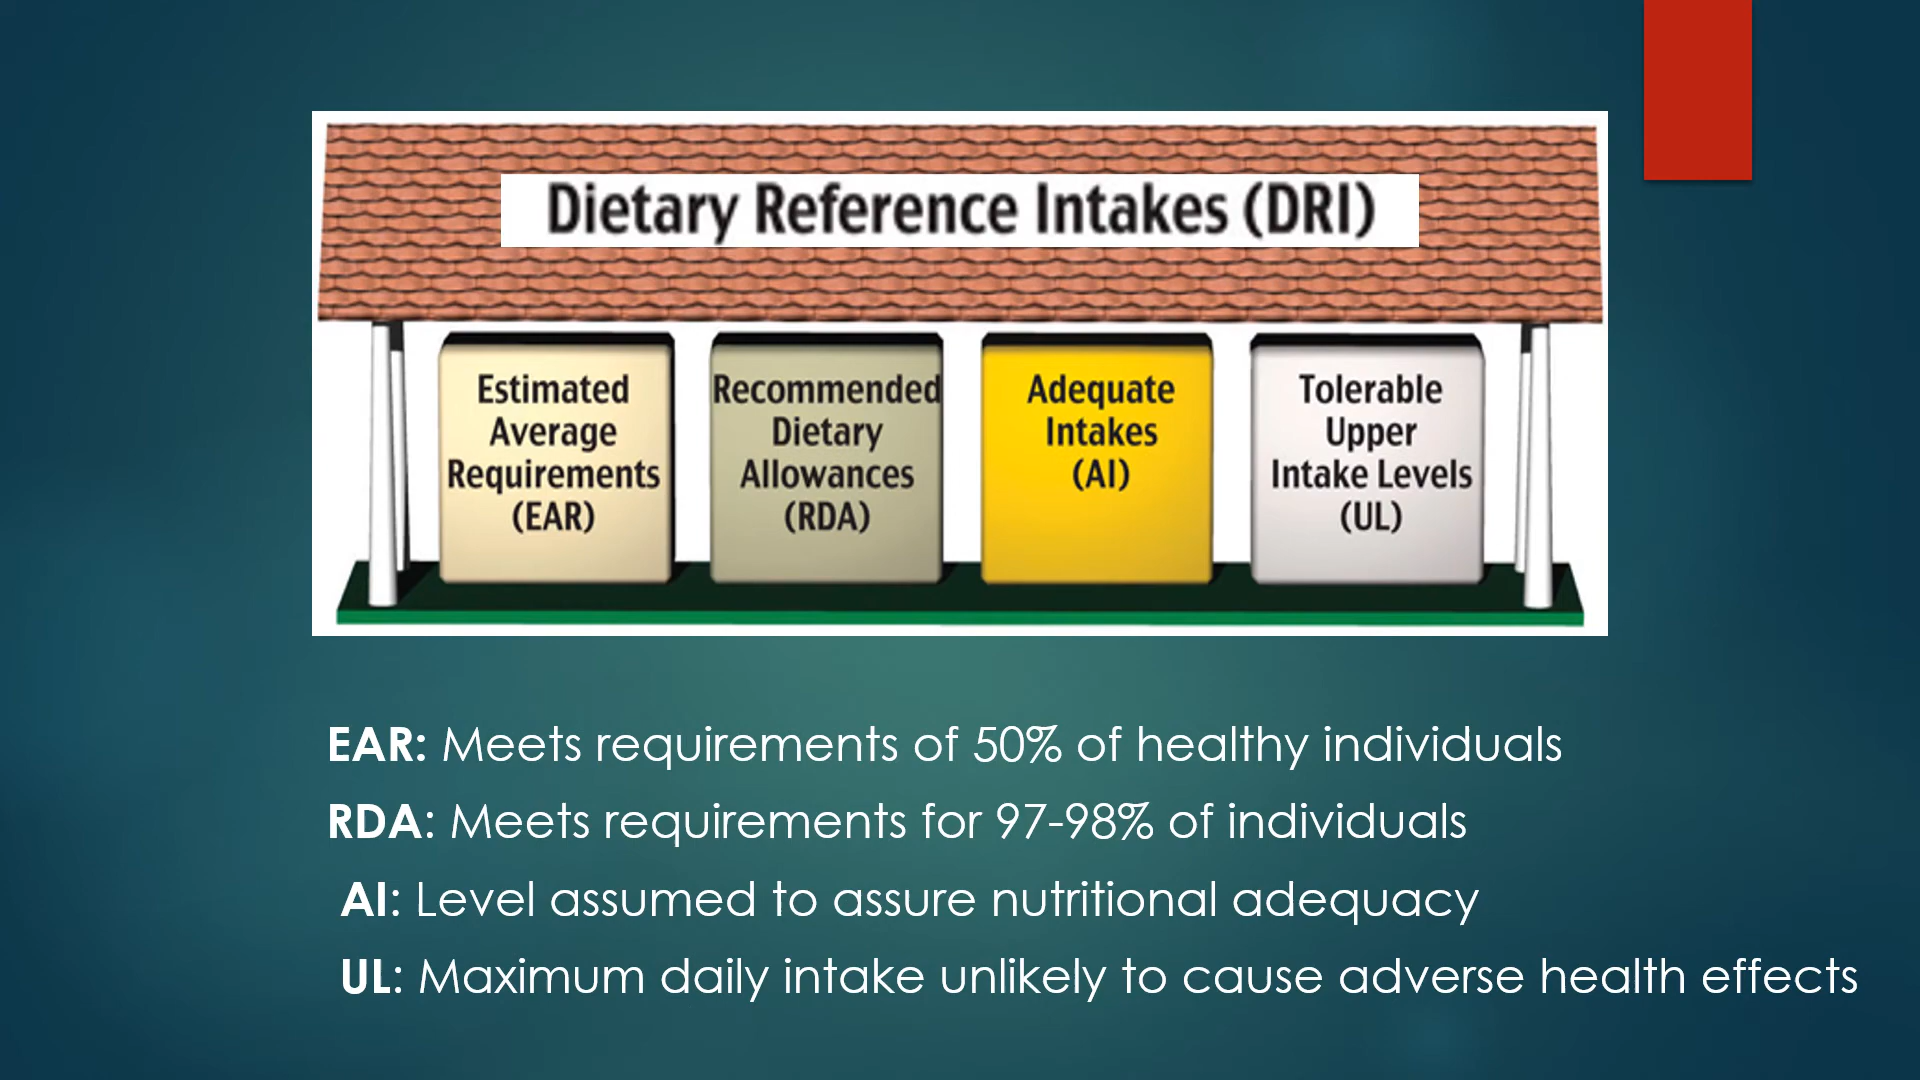 Dietary Reference Intakes (DRI)
Estimated
Average
Requirements
(EAR)
Recommended
Dietary
Allowances
(RDA)
Adequate
Intakes
(AI)
Tolerable
Upper
Intake Levels
(UL)
EAR: Meets requirements of 50% of healthy individuals
RDA: Meets requirements for 97-98% of individuals
AI: Level assumed to assure nutritional adequacy
UL: Maximum daily intake unlikely to cause adverse health effects